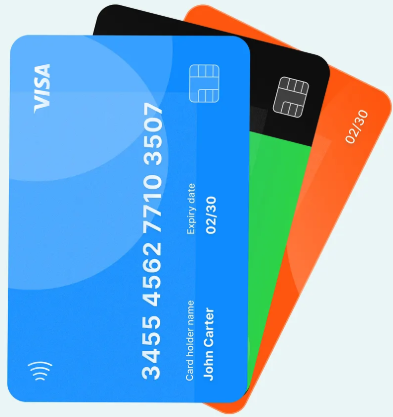 VISA
3455 4562 7710 3507
Card holder name
John Carter
Expiry date
02/30
02/30